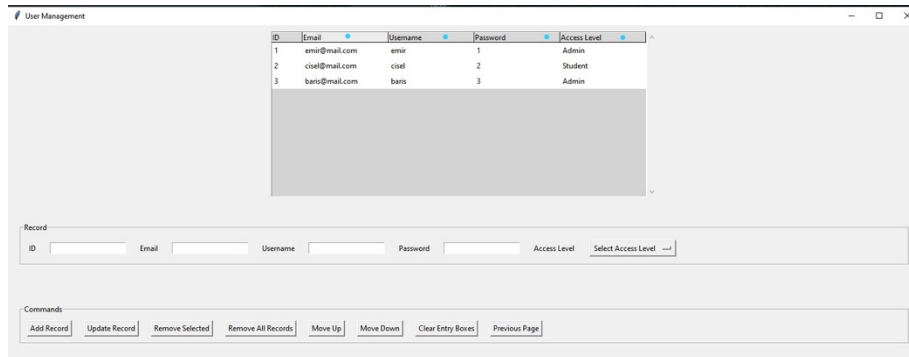 User Management
ID Email Username Password Access Level
1 emir@mail.com emir 1 Admin
2 cisel@mail.com cisel 2 Student
3 baris@mail.com baris 3 Admin
Record
ID Email Username Password Access Level Select Access Level
Commands
Add Record Update Record Remove Selected Remove All Records Move Up Move Down Clear Entry Boxes Previous Page